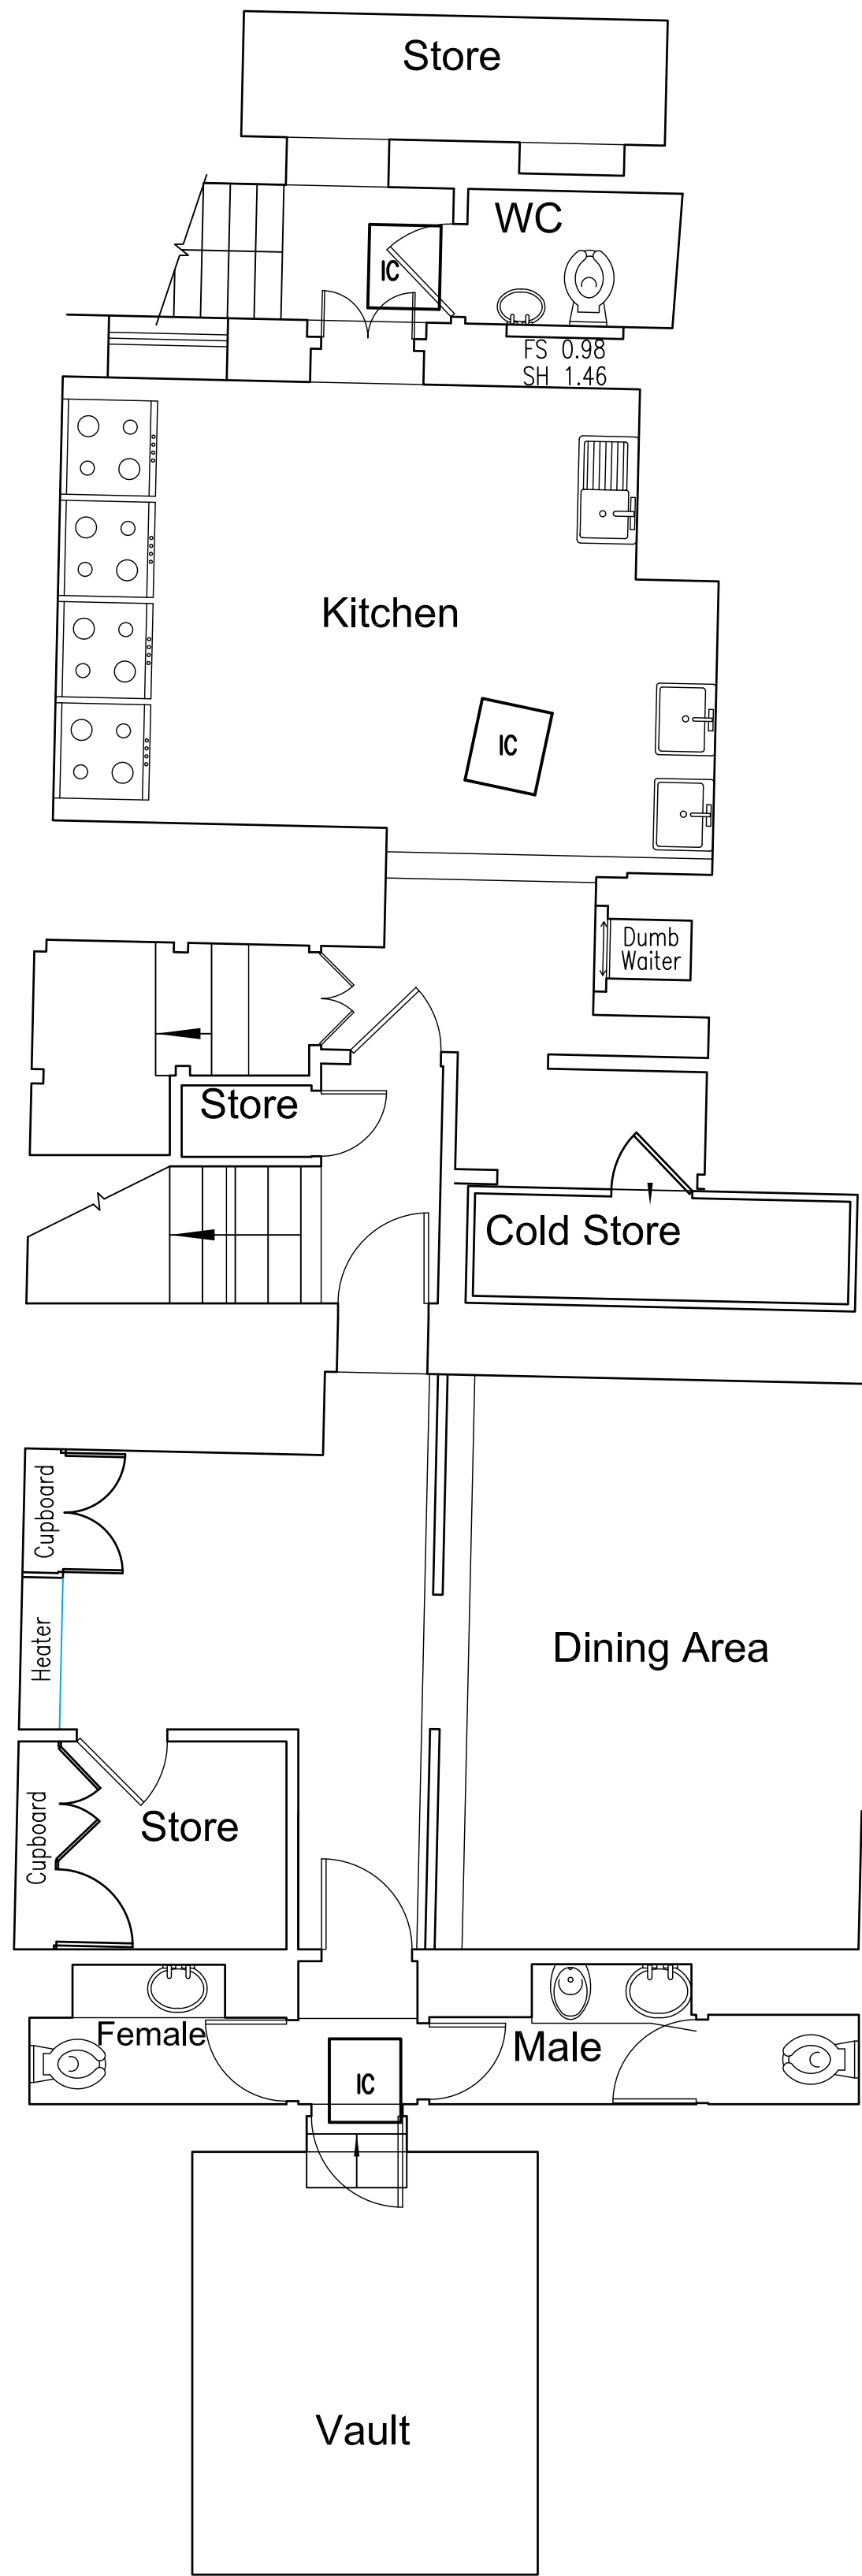 Store
WC
IC
FS 0.98
SH 1.46
Kitchen
IC
Dumb
Waiter
Store
Cold Store
Cupboard
Heater
Dining Area
Cupboard
Store
Female
Male
IC
Vault